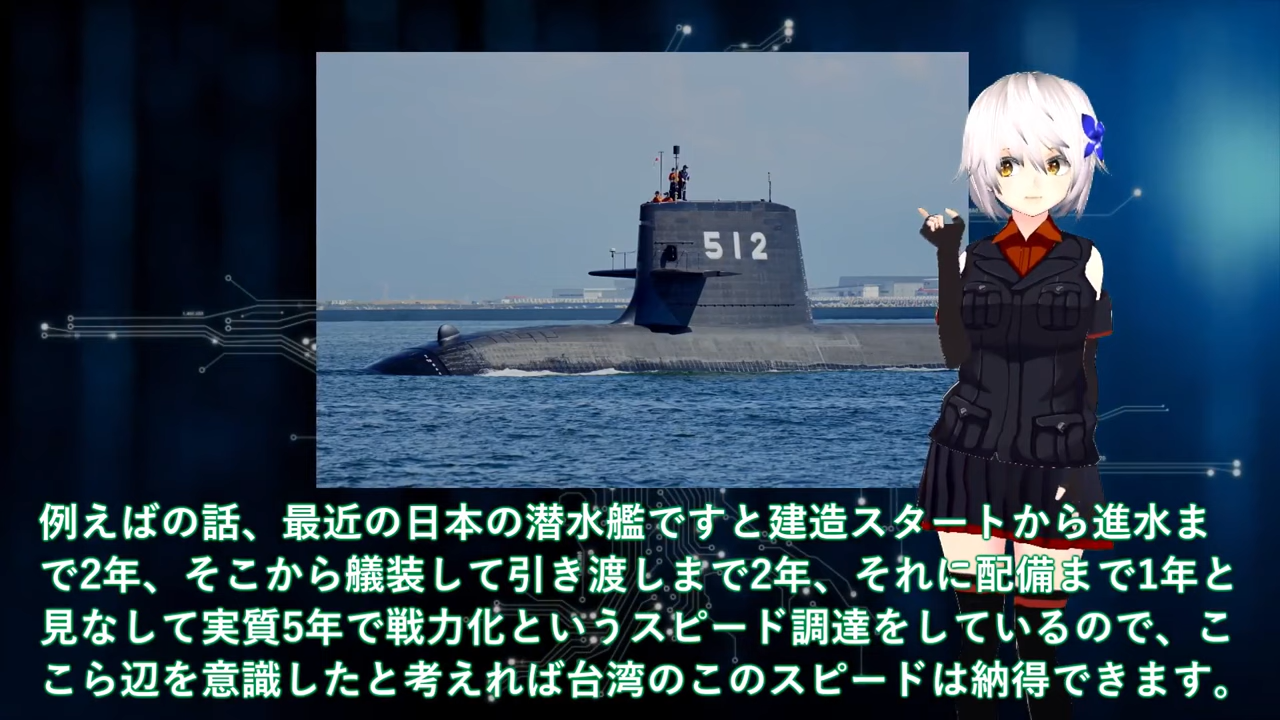 512
例えばの話、最近の日本の潜水艦ですと建造スタートから進水ま
で2年、そこから艤装して引き渡しまで2年、それに配備まで1年と
見なして実質5年で戦力化というスピード調達をしているので、こ
こら辺を意識したと考えれば台湾のこのスピードは納得できます。